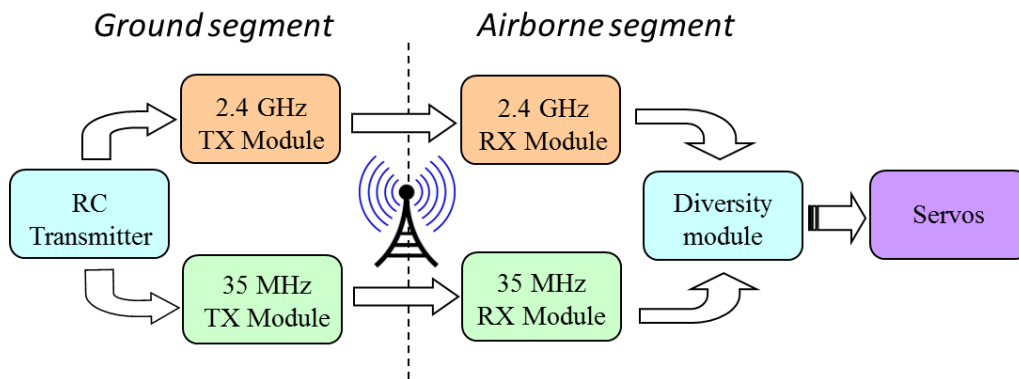 Ground segment
Airborne segment
2.4 GHz
TX Module
2.4 GHz
RX Module
RC
Transmitter
Diversity
module
Servos
35 MHz
TX Module
35 MHz
RX Module